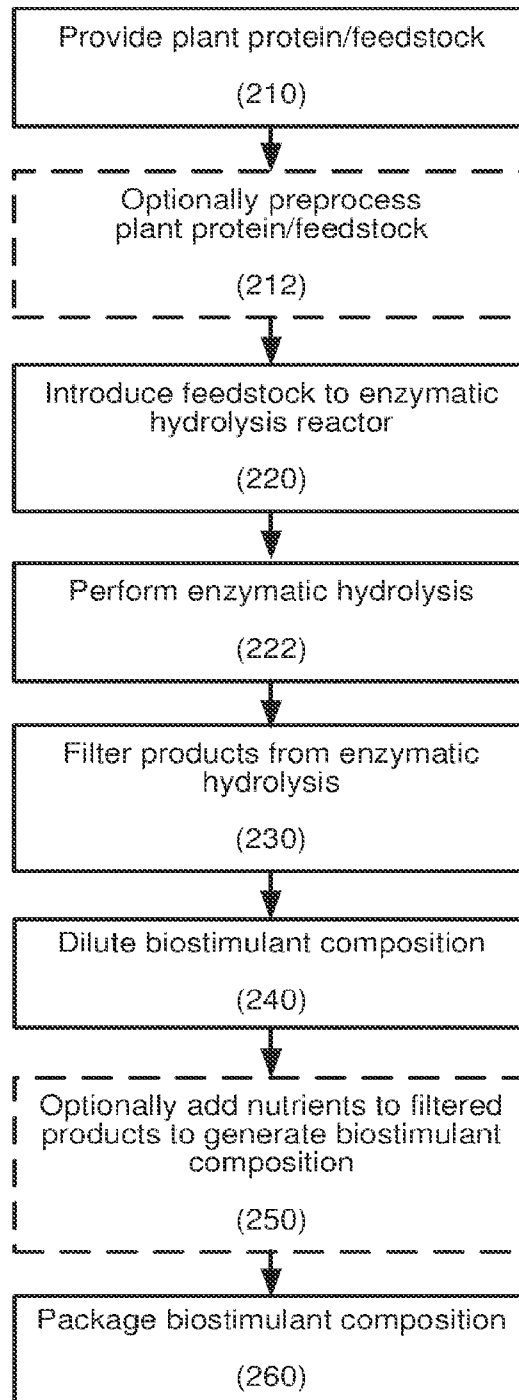 Provide plant protein/feedstock
(210)
Optionally preprocess
plant protein/feedstock
(212)
Introduce feedstock to enzymatic
hydrolysis reactor
(220)
Perform enzymatic hydrolysis
(222)
Filter products from enzymatic
hydrolysis
(230)
Dilute biostimulant composition
(240)
Optionally add nutrients to filtered
products to generate biostimulant
composition
(250)
Package biostimulant composition
(260)